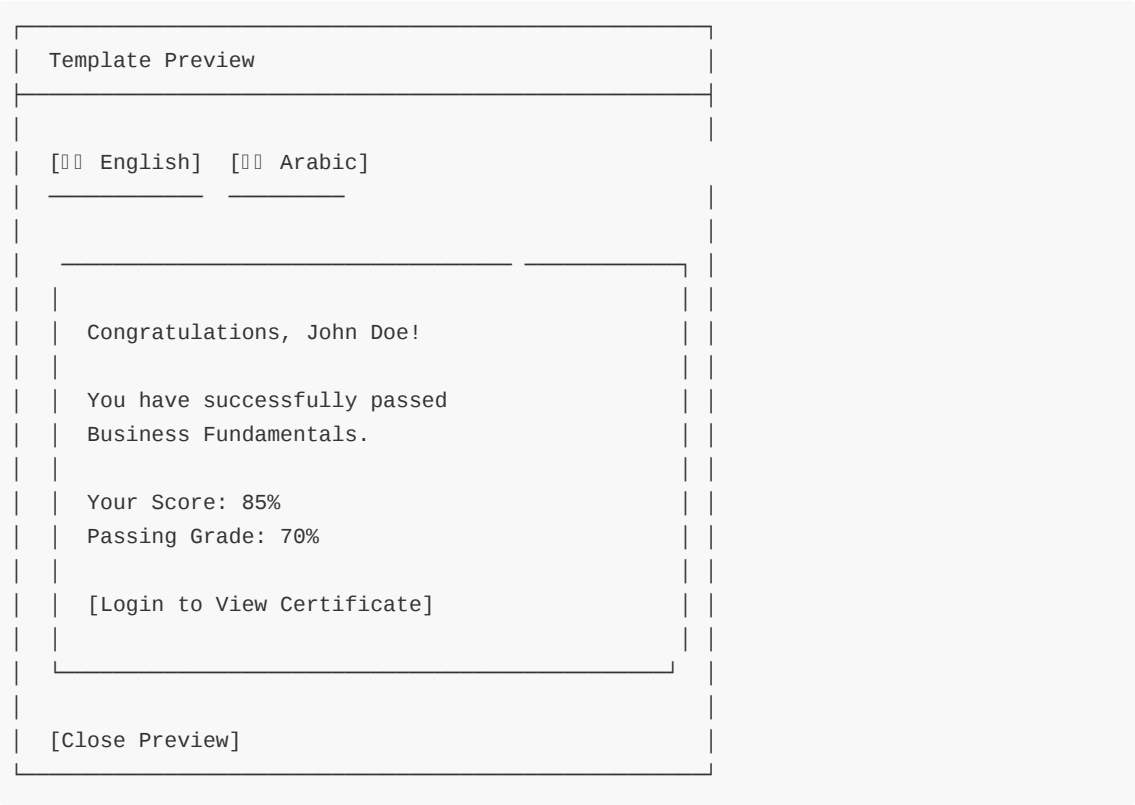 Template Preview
[🇬🇧 English] [🇸🇦 Arabic]
Congratulations, John Doe!
You have successfully passed
Business Fundamentals.
Your Score: 85%
Passing Grade: 70%
[Login to View Certificate]
[Close Preview]